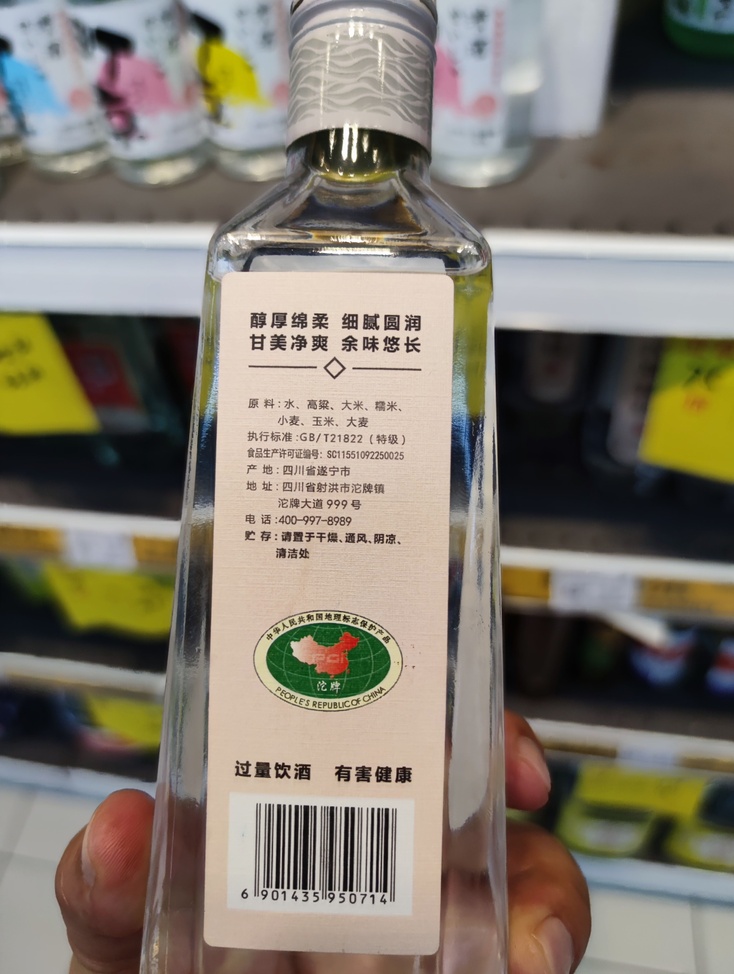 醇厚绵柔 细腻圆润
甘美净爽 余味悠长
原料:水、高粱、大米、糯米、
小麦、玉米、大麦
执行标准:GB/T21822(特级)
食品生产许可证编号:SC11551092250025
产地:四川省遂宁市
地址:四川省射洪市沱牌镇
沱牌大道999号
电话:400-997-8989
贮存:请置于干燥、通风、阴凉、
清洁处
中华人民共和国地理标志保护产品
PGI
沱牌
PEOPLE'S REPUBLIC OF CHINA
过量饮酒 有害健康
6 901435 950714